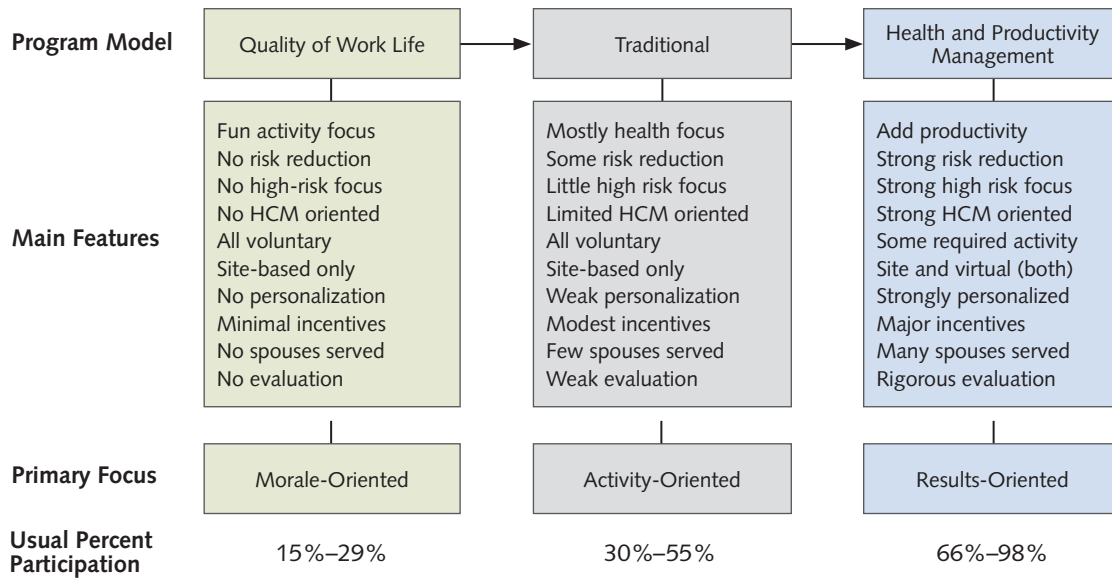 Program Model
Quality of Work Life
Traditional
Health and Productivity
Management
Main Features
Fun activity focus
No risk reduction
No high-risk focus
No HCM oriented
All voluntary
Site-based only
No personalization
Minimal incentives
No spouses served
No evaluation
Mostly health focus
Some risk reduction
Little high risk focus
Limited HCM oriented
All voluntary
Site-based only
Weak personalization
Modest incentives
Few spouses served
Weak evaluation
Add productivity
Strong risk reduction
Strong high risk focus
Strong HCM oriented
Some required activity
Site and virtual (both)
Strongly personalized
Major incentives
Many spouses served
Rigorous evaluation
Primary Focus
Morale-Oriented
Activity-Oriented
Results-Oriented
Usual Percent
Participation
15%–29%
30%–55%
66%–98%